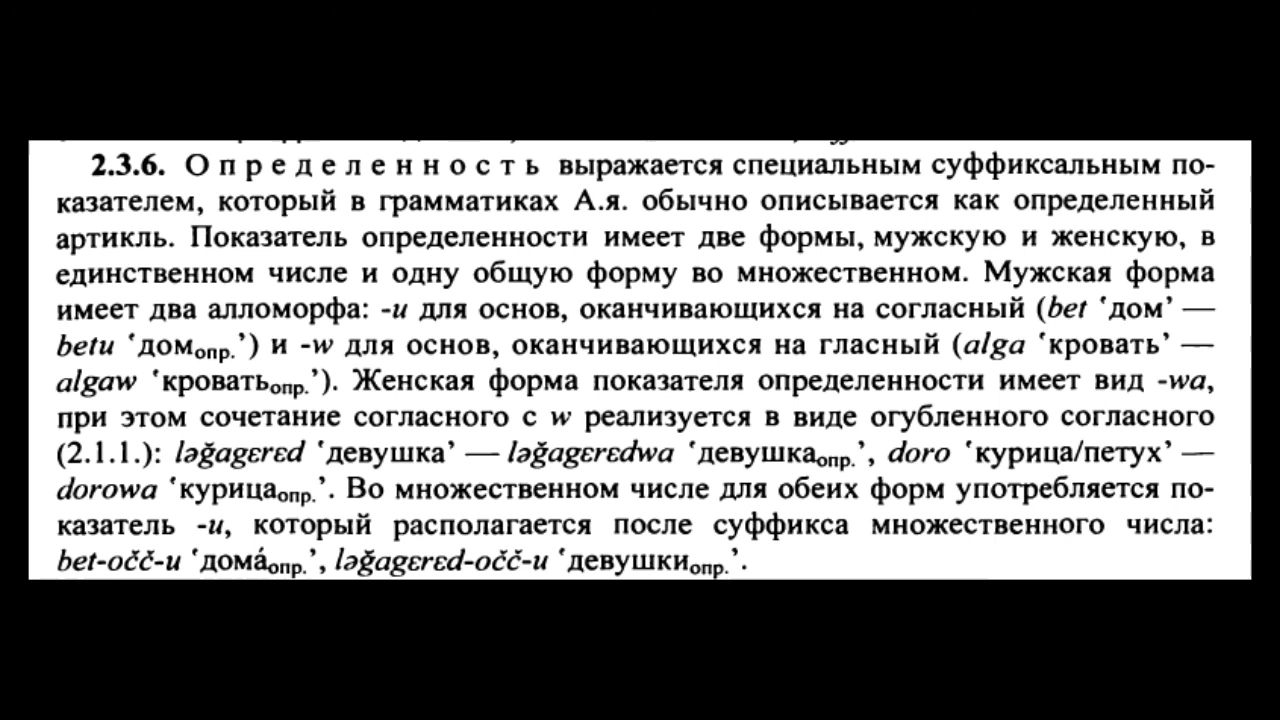 2.3.6. Определенность выражается специальным суффиксальным по-
казателем, который в грамматиках А.я. обычно описывается как определенный
артикль. Показатель определенности имеет две формы, мужскую и женскую, в
единственном числе и одну общую форму во множественном. Мужская форма
имеет два алломорфа: -u для основ, оканчивающихся на согласный (bet ‛дом’ —
betu ‛домопр.’) и -w для основ, оканчивающихся на гласный (alga ‛кровать’ —
algaw ‛кроватьопр.’). Женская форма показателя определенности имеет вид -wa,
при этом сочетание согласного с w реализуется в виде огубленного согласного
(2.1.1.): ləǧagɛrɛd ‛девушка’ — ləǧagɛrɛdwa ‛девушкаопр.’, doro ‛курица/петух’ —
dorowa ‛курицаопр.’. Во множественном числе для обеих форм употребляется по-
казатель -u, который располагается после суффикса множественного числа:
bet-očč-u ‛дома́опр.’, ləǧagɛrɛd-očč-u ‛девушкиопр.’.